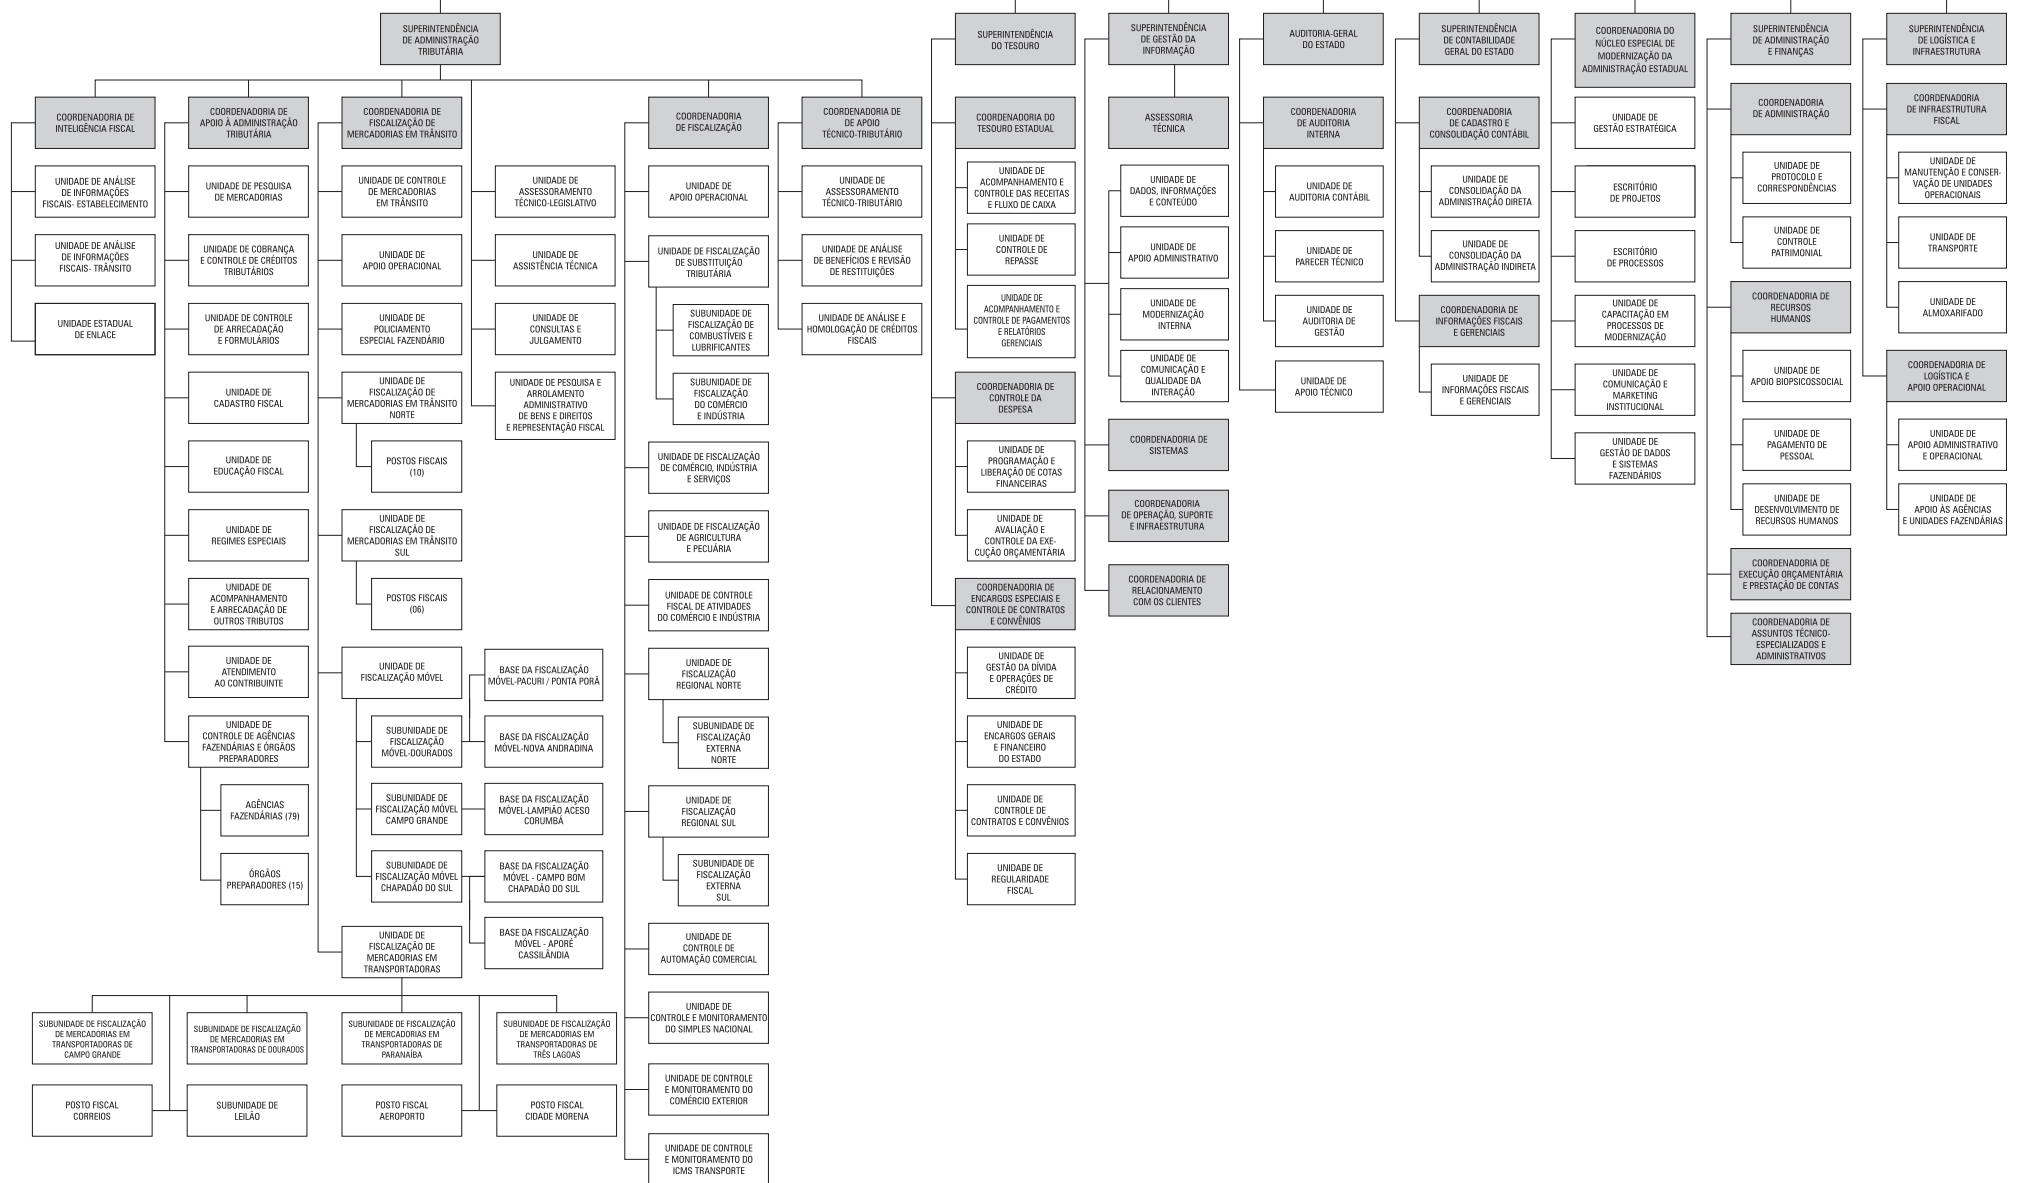 SUPERINTENDÊNCIA
DE ADMINISTRAÇÃO
TRIBUTÁRIA
SUPERINTENDÊNCIA
DO TESOURO
SUPERINTENDÊNCIA
DE GESTÃO DA
INFORMAÇÃO
AUDITORIA-GERAL
DO ESTADO
SUPERINTENDÊNCIA
DE CONTABILIDADE
GERAL DO ESTADO
COORDENADORIA DO
NÚCLEO ESPECIAL DE
MODERNIZAÇÃO DA
ADMINISTRAÇÃO ESTADUAL
SUPERINTENDÊNCIA
DE ADMINISTRAÇÃO
E FINANÇAS
SUPERINTENDÊNCIA
DE LOGÍSTICA E
INFRAESTRUTURA
COORDENADORIA DE
INTELIGÊNCIA FISCAL
UNIDADE DE ANÁLISE
DE INFORMAÇÕES
FISCAIS- ESTABELECIMENTO
UNIDADE DE ANÁLISE
DE INFORMAÇÕES
FISCAIS- TRÂNSITO
UNIDADE ESTADUAL
DE ENLACE
COORDENADORIA DE
APOIO À ADMINISTRAÇÃO
TRIBUTÁRIA
UNIDADE DE PESQUISA
DE MERCADORIAS
UNIDADE DE COBRANÇA
E CONTROLE DE CRÉDITOS
TRIBUTÁRIOS
UNIDADE DE CONTROLE
DE ARRECADAÇÃO
E FORMULÁRIOS
UNIDADE DE
CADASTRO FISCAL
UNIDADE DE
EDUCAÇÃO FISCAL
UNIDADE DE
REGIMES ESPECIAIS
UNIDADE DE
ACOMPANHAMENTO
E ARRECADAÇÃO DE
OUTROS TRIBUTOS
UNIDADE DE
ATENDIMENTO
AO CONTRIBUINTE
UNIDADE DE
CONTROLE DE AGÊNCIAS
FAZENDÁRIAS E ÓRGÃOS
PREPARADORES
AGÊNCIAS
FAZENDÁRIAS (79)
ÓRGÃOS
PREPARADORES (15)
COORDENADORIA DE
FISCALIZAÇÃO DE
MERCADORIAS EM TRÂNSITO
UNIDADE DE CONTROLE
DE MERCADORIAS
EM TRÂNSITO
UNIDADE DE
APOIO OPERACIONAL
UNIDADE DE
POLICIAMENTO
ESPECIAL FAZENDÁRIO
UNIDADE DE
FISCALIZAÇÃO DE
MERCADORIAS EM TRÂNSITO
NORTE
POSTOS FISCAIS
(10)
UNIDADE DE
FISCALIZAÇÃO DE
MERCADORIAS EM TRÂNSITO
SUL
POSTOS FISCAIS
(06)
UNIDADE DE
FISCALIZAÇÃO MÓVEL
SUBUNIDADE DE
FISCALIZAÇÃO
MÓVEL-DOURADOS
SUBUNIDADE DE
FISCALIZAÇÃO MÓVEL
CAMPO GRANDE
SUBUNIDADE DE
FISCALIZAÇÃO MÓVEL
CHAPADÃO DO SUL
BASE DA FISCALIZAÇÃO
MÓVEL-PACURI / PONTA PORÃ
BASE DA FISCALIZAÇÃO
MÓVEL-NOVA ANDRADINA
BASE DA FISCALIZAÇÃO
MÓVEL-LAMPIÃO ACESO
CORUMBÁ
BASE DA FISCALIZAÇÃO
MÓVEL - CAMPO BOM
CHAPADÃO DO SUL
BASE DA FISCALIZAÇÃO
MÓVEL - APORÉ
CASSILÂNDIA
UNIDADE DE
FISCALIZAÇÃO DE
MERCADORIAS EM
TRANSPORTADORAS
SUBUNIDADE DE FISCALIZAÇÃO
DE MERCADORIAS EM
TRANSPORTADORAS DE
CAMPO GRANDE
SUBUNIDADE DE FISCALIZAÇÃO
DE MERCADORIAS EM
TRANSPORTADORAS DE DOURADOS
SUBUNIDADE DE FISCALIZAÇÃO
DE MERCADORIAS EM
TRANSPORTADORAS DE
PARANAÍBA
SUBUNIDADE DE FISCALIZAÇÃO
DE MERCADORIAS EM
TRANSPORTADORAS DE
TRÊS LAGOAS
POSTO FISCAL
CORREIOS
SUBUNIDADE DE
LEILÃO
POSTO FISCAL
AEROPORTO
POSTO FISCAL
CIDADE MORENA
UNIDADE DE
ASSESSORAMENTO
TÉCNICO-LEGISLATIVO
UNIDADE DE
ASSISTÊNCIA TÉCNICA
UNIDADE DE
CONSULTAS E
JULGAMENTO
UNIDADE DE PESQUISA E
ARROLAMENTO
ADMINISTRATIVO
DE BENS E DIREITOS
E REPRESENTAÇÃO FISCAL
COORDENADORIA
DE FISCALIZAÇÃO
UNIDADE DE
APOIO OPERACIONAL
UNIDADE DE FISCALIZAÇÃO
DE SUBSTITUIÇÃO
TRIBUTÁRIA
SUBUNIDADE DE
FISCALIZAÇÃO DE
COMBUSTÍVEIS E
LUBRIFICANTES
SUBUNIDADE DE
FISCALIZAÇÃO
DO COMÉRCIO
E INDÚSTRIA
UNIDADE DE FISCALIZAÇÃO
DE COMÉRCIO, INDÚSTRIA
E SERVIÇOS
UNIDADE DE FISCALIZAÇÃO
DE AGRICULTURA
E PECUÁRIA
UNIDADE DE CONTROLE
FISCAL DE ATIVIDADES
DO COMÉRCIO E INDÚSTRIA
UNIDADE DE
FISCALIZAÇÃO
REGIONAL NORTE
SUBUNIDADE DE
FISCALIZAÇÃO
EXTERNA
NORTE
UNIDADE DE
FISCALIZAÇÃO
REGIONAL SUL
SUBUNIDADE DE
FISCALIZAÇÃO
EXTERNA
SUL
UNIDADE DE
CONTROLE DE
AUTOMAÇÃO COMERCIAL
UNIDADE DE
CONTROLE E MONITORAMENTO
DO SIMPLES NACIONAL
UNIDADE DE CONTROLE
E MONITORAMENTO DO
COMÉRCIO EXTERIOR
UNIDADE DE CONTROLE
E MONITORAMENTO DO
ICMS TRANSPORTE
COORDENADORIA DE
DE APOIO
TÉCNICO-TRIBUTÁRIO
UNIDADE DE
ASSESSORAMENTO
TÉCNICO-TRIBUTÁRIO
UNIDADE DE ANÁLISE
DE BENEFÍCIOS E REVISÃO
DE RESTITUIÇÕES
UNIDADE DE ANÁLISE E
HOMOLOGAÇÃO DE CRÉDITOS
FISCAIS
COORDENADORIA DO
TESOURO ESTADUAL
UNIDADE DE
ACOMPANHAMENTO E
CONTROLE DAS RECEITAS
E FLUXO DE CAIXA
UNIDADE DE
CONTROLE DE
REPASSE
UNIDADE DE
ACOMPANHAMENTO E
CONTROLE DE PAGAMENTOS
E RELATÓRIOS
GERENCIAIS
COORDENADORIA DE
CONTROLE DA
DESPESA
UNIDADE DE
PROGRAMAÇÃO E
LIBERAÇÃO DE COTAS
FINANCEIRAS
UNIDADE DE
AVALIAÇÃO E
CONTROLE DA EXE-
CUÇÃO ORÇAMENTÁRIA
COORDENADORIA DE
ENCARGOS ESPECIAIS E
CONTROLE DE CONTRATOS
E CONVÊNIOS
UNIDADE DE
GESTÃO DA DÍVIDA
E OPERAÇÕES DE
CRÉDITO
UNIDADE DE
ENCARGOS GERAIS
E FINANCEIRO
DO ESTADO
UNIDADE DE
CONTROLE DE
CONTRATOS E CONVÊNIOS
UNIDADE DE
REGULARIDADE
FISCAL
ASSESSORIA
TÉCNICA
UNIDADE DE
DADOS, INFORMAÇÕES
E CONTEÚDO
UNIDADE DE
APOIO ADMINISTRATIVO
UNIDADE DE
MODERNIZAÇÃO
INTERNA
UNIDADE DE
COMUNICAÇÃO E
QUALIDADE DA
INTERAÇÃO
COORDENADORIA DE
SISTEMAS
COORDENADORIA
DE OPERAÇÃO, SUPORTE
E INFRAESTRUTURA
COORDENADORIA DE
RELACIONAMENTO
COM OS CLIENTES
COORDENADORIA
DE AUDITORIA
INTERNA
UNIDADE DE
AUDITORIA CONTÁBIL
UNIDADE DE
PARECER TÉCNICO
UNIDADE DE
AUDITORIA DE
GESTÃO
UNIDADE DE
APOIO TÉCNICO
COORDENADORIA
DE CADASTRO E
CONSOLIDAÇÃO CONTÁBIL
UNIDADE DE
CONSOLIDAÇÃO DA
ADMINISTRAÇÃO DIRETA
UNIDADE DE
CONSOLIDAÇÃO DA
ADMINISTRAÇÃO INDIRETA
COORDENADORIA DE
INFORMAÇÕES FISCAIS
E GERENCIAIS
UNIDADE DE
INFORMAÇÕES FISCAIS
E GERENCIAIS
UNIDADE DE
GESTÃO ESTRATÉGICA
ESCRITÓRIO
DE PROJETOS
ESCRITÓRIO
DE PROCESSOS
UNIDADE DE
CAPACITAÇÃO EM
PROCESSOS DE
MODERNIZAÇÃO
UNIDADE DE
COMUNICAÇÃO E
MARKETING
INSTITUCIONAL
UNIDADE DE
GESTÃO DE DADOS
E SISTEMAS
FAZENDÁRIOS
COORDENADORIA
DE ADMINISTRAÇÃO
UNIDADE DE
PROTOCOLO E
CORRESPONDÊNCIAS
UNIDADE DE
CONTROLE
PATRIMONIAL
COORDENADORIA DE
RECURSOS
HUMANOS
UNIDADE DE
APOIO BIOPSICOSSOCIAL
UNIDADE DE
PAGAMENTO DE
PESSOAL
UNIDADE DE
DESENVOLVIMENTO DE
RECURSOS HUMANOS
COORDENADORIA DE
EXECUÇÃO ORÇAMENTÁRIA
E PRESTAÇÃO DE CONTAS
COORDENADORIA DE
ASSUNTOS TÉCNICO-
ESPECIALIZADOS E
ADMINISTRATIVOS
COORDENADORIA
DE INFRAESTRUTURA
FISCAL
UNIDADE DE
MANUTENÇÃO E CONSER-
VAÇÃO DE UNIDADES
OPERACIONAIS
UNIDADE DE
TRANSPORTE
UNIDADE DE
ALMOXARIFADO
COORDENADORIA DE
LOGÍSTICA E
APOIO OPERACIONAL
UNIDADE DE
APOIO ADMINISTRATIVO
E OPERACIONAL
UNIDADE DE
APOIO ÀS AGÊNCIAS
E UNIDADES FAZENDÁRIAS